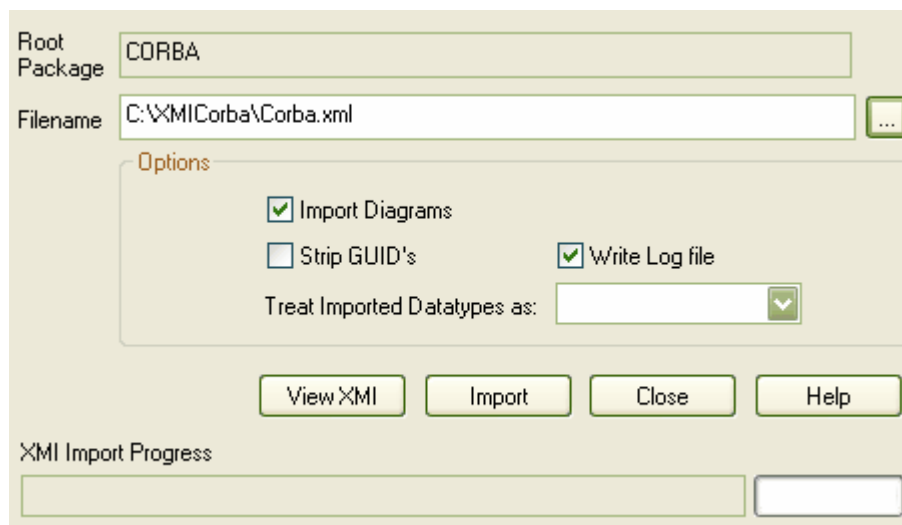 Root
Package
CORBA
Filename
C:\XMICorba\Corba.xml
...
Options
Import Diagrams
Strip GUID's
Write Log file
Treat Imported Datatypes as:
View XMI
Import
Close
Help
XMI Import Progress